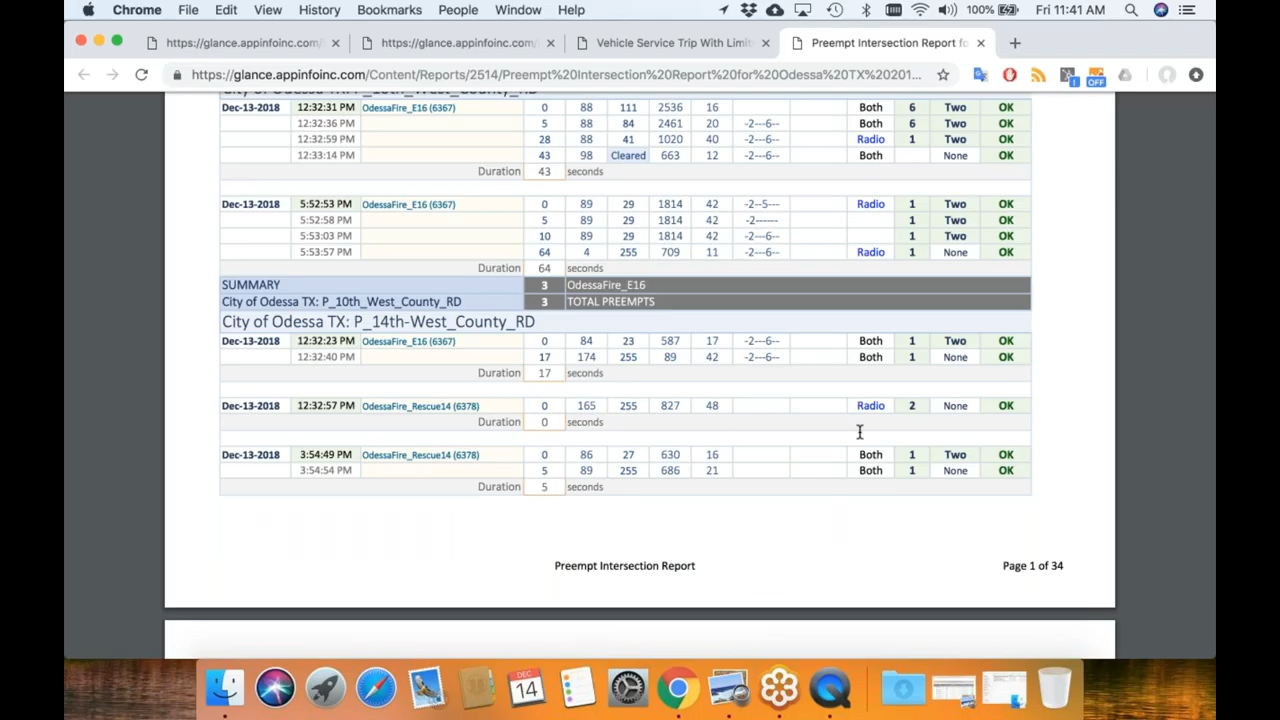 Chrome File Edit View History Bookmarks People Window Help 100% Fri 11:41 AM
https://glance.appinfoinc.com/ × https://glance.appinfoinc.com/ × Vehicle Service Trip With Limit × Preempt Intersection Report fo ×
https://glance.appinfoinc.com/Content/Reports/2514/Preempt%20Intersection%20Report%20for%20Odessa%20TX%201... OFF
Dec-13-2018 12:32:31 PM OdessaFire_E16 (6367) 0 88 111 2536 16 Both 6 Two OK
12:32:36 PM 5 88 84 2461 20 -2---6-- Both 6 Two OK
12:32:59 PM 28 88 41 1020 40 -2---6-- Radio 1 Two OK
12:33:14 PM 43 98 Cleared 663 12 -2---6-- Both None OK
Duration 43 seconds
Dec-13-2018 5:52:53 PM OdessaFire_E16 (6367) 0 89 29 1814 42 -2--5--- Radio 1 Two OK
5:52:58 PM 5 89 29 1814 42 -2------ 1 Two OK
5:53:03 PM 10 89 29 1814 42 -2---6-- 1 Two OK
5:53:57 PM 64 4 255 709 11 Radio 1 None OK
Duration 64 seconds
SUMMARY 3 OdessaFire_E16
City of Odessa TX: P_10th_West_County_RD 3 TOTAL PREEMPTS
City of Odessa TX: P_14th-West_County_RD
Dec-13-2018 12:32:23 PM OdessaFire_E16 (6367) 0 84 23 587 17 -2---6-- Both 1 Two OK
12:32:40 PM 17 174 255 89 42 -2---6-- Both 1 None OK
Duration 17 seconds
Dec-13-2018 12:32:57 PM OdessaFire_Rescue14 (6378) 0 165 255 827 48 Radio 2 None OK
Duration 0 seconds
Dec-13-2018 3:54:49 PM OdessaFire_Rescue14 (6378) 0 86 27 630 16 Both 1 Two OK
3:54:54 PM 5 89 255 686 21 Both 1 None OK
Duration 5 seconds
Preempt Intersection Report Page 1 of 34
DEC
14